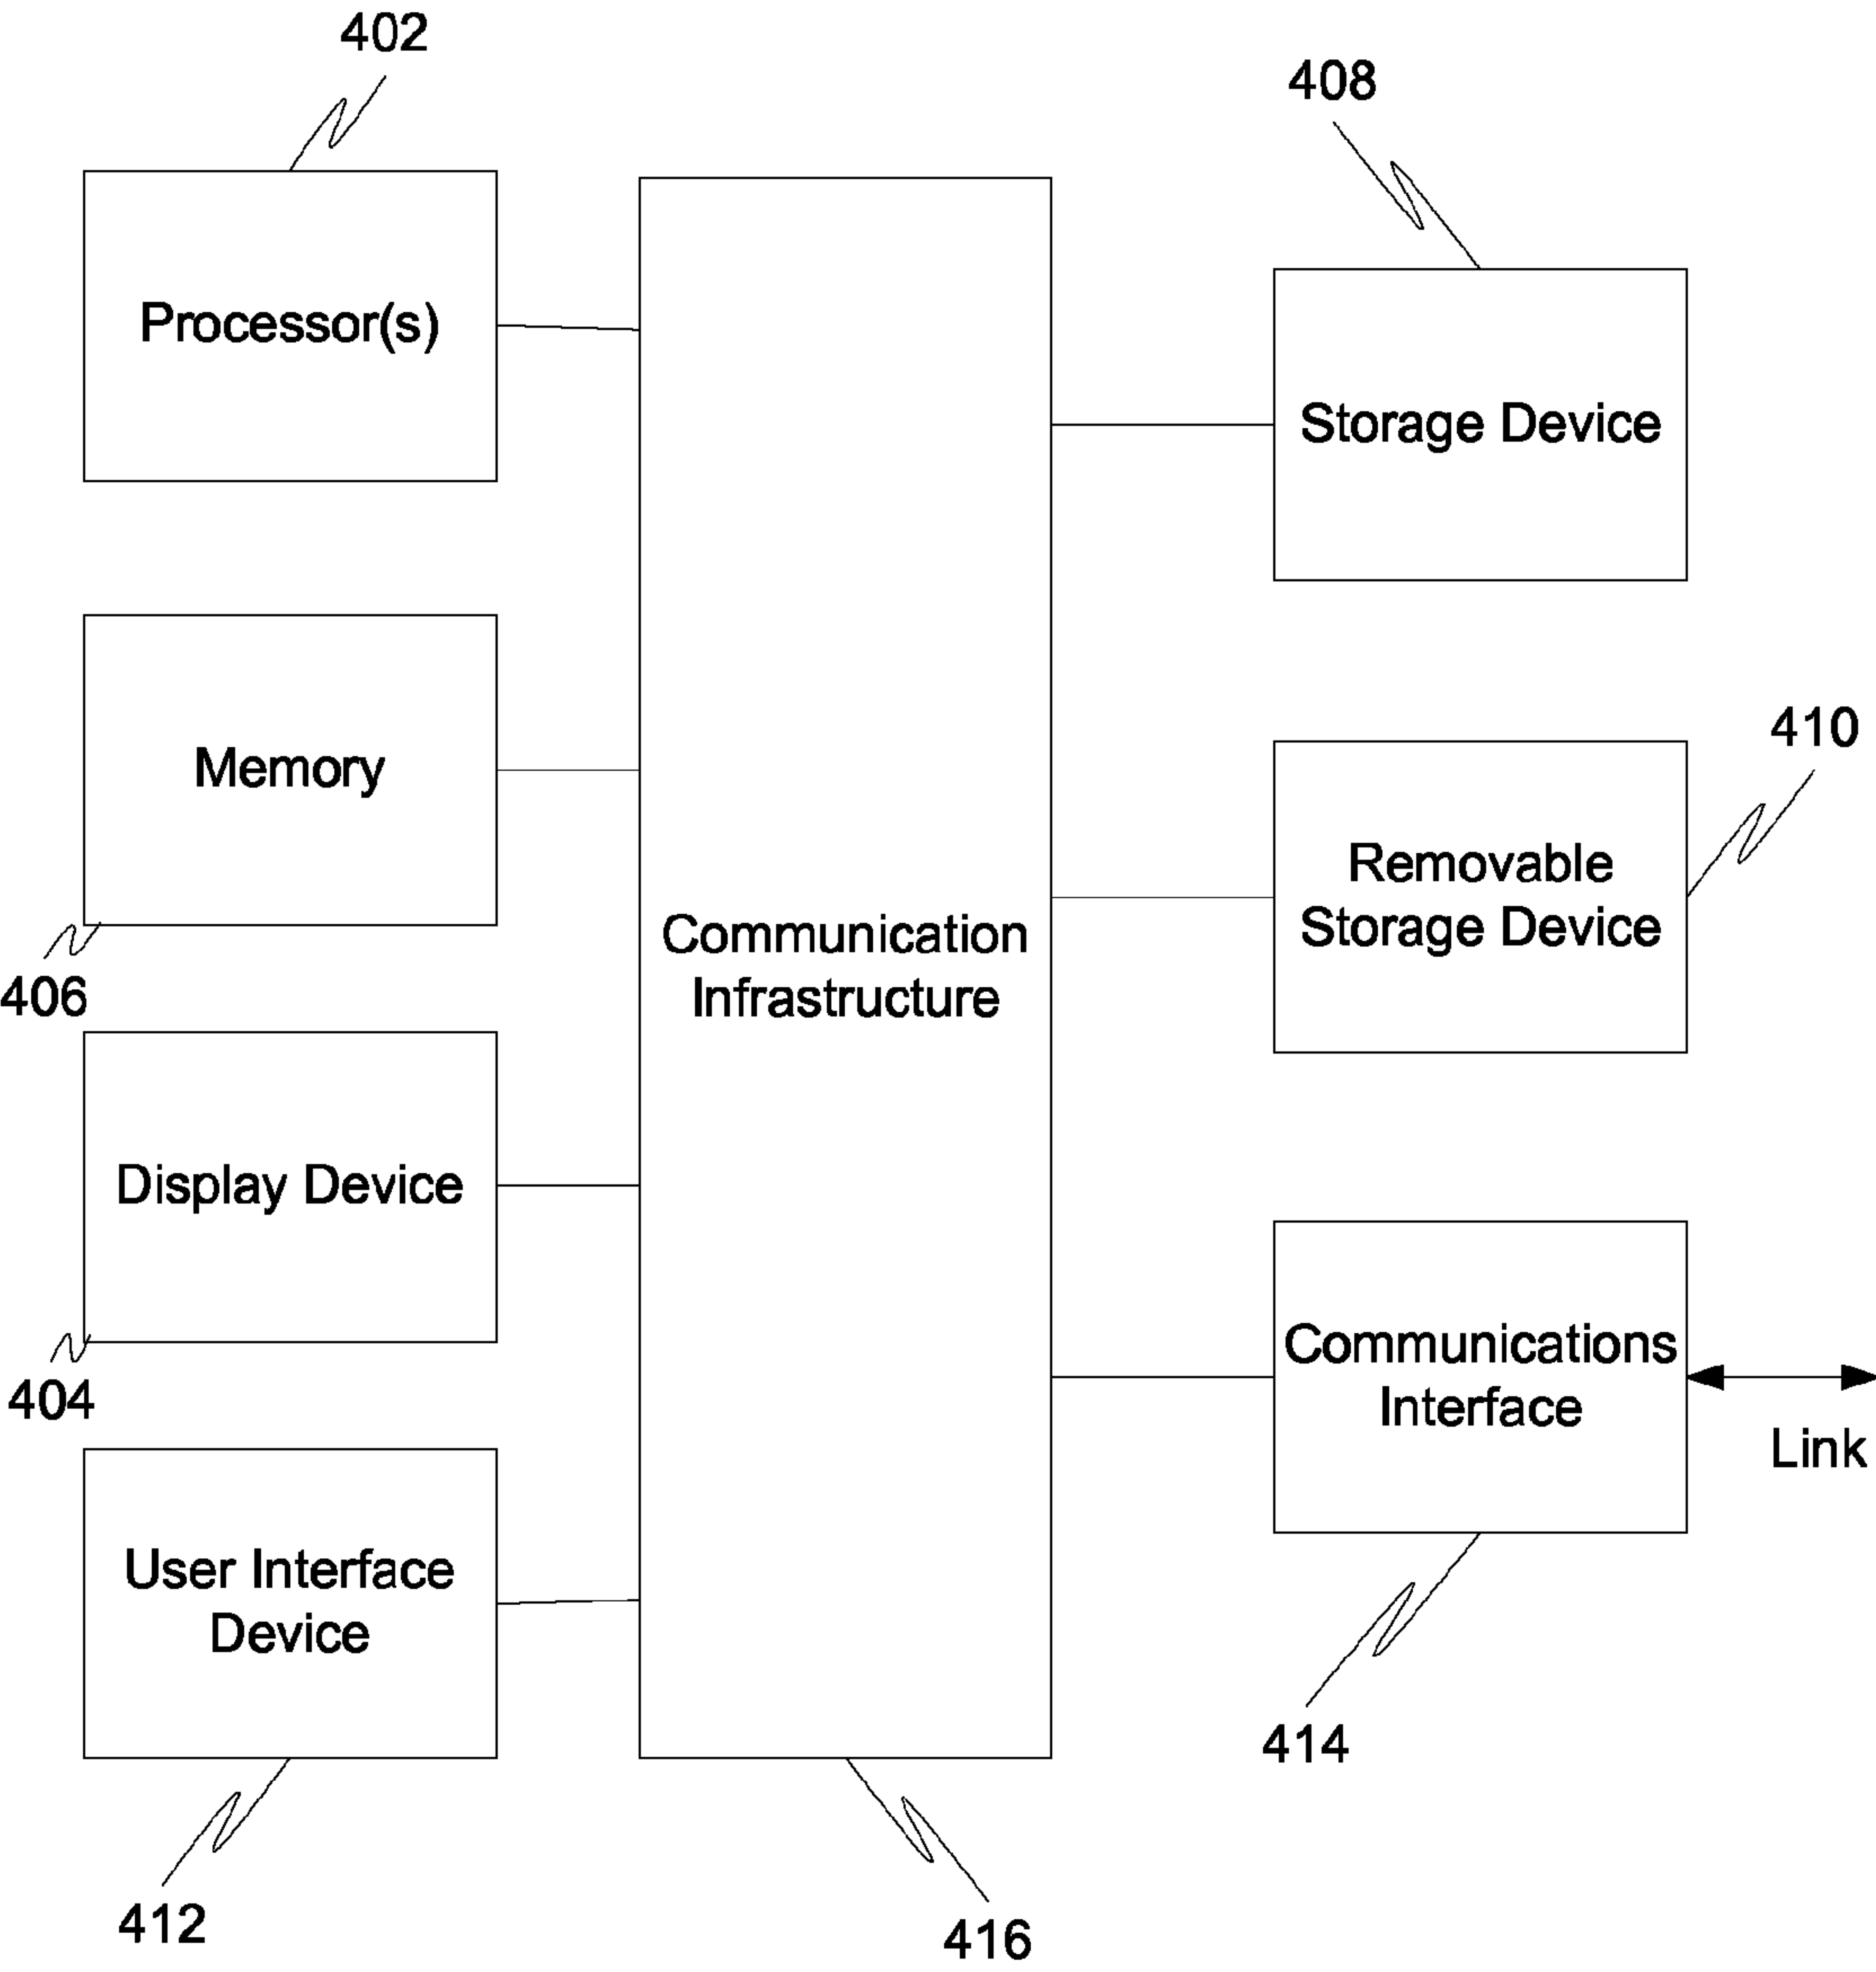 402
408
Processor(s)
Storage Device
Memory
410
Removable
Storage Device
406
Communication
Infrastructure
Display Device
404
Communications
Interface
Link
User Interface
Device
414
412
416